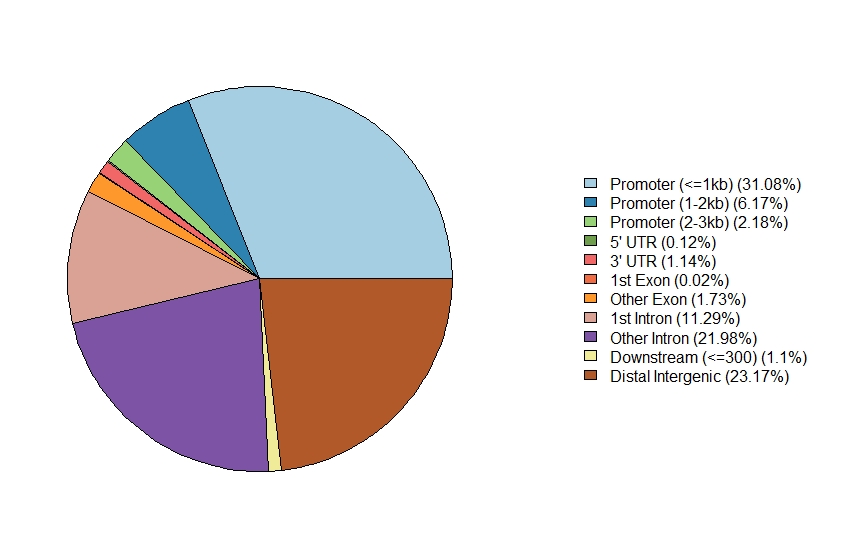 Promoter (<=1kb) (31.08%)
Promoter (1-2kb) (6.17%)
Promoter (2-3kb) (2.18%)
5' UTR (0.12%)
3' UTR (1.14%)
1st Exon (0.02%)
Other Exon (1.73%)
1st Intron (11.29%)
Other Intron (21.98%)
Downstream (<=300) (1.1%)
Distal Intergenic (23.17%)